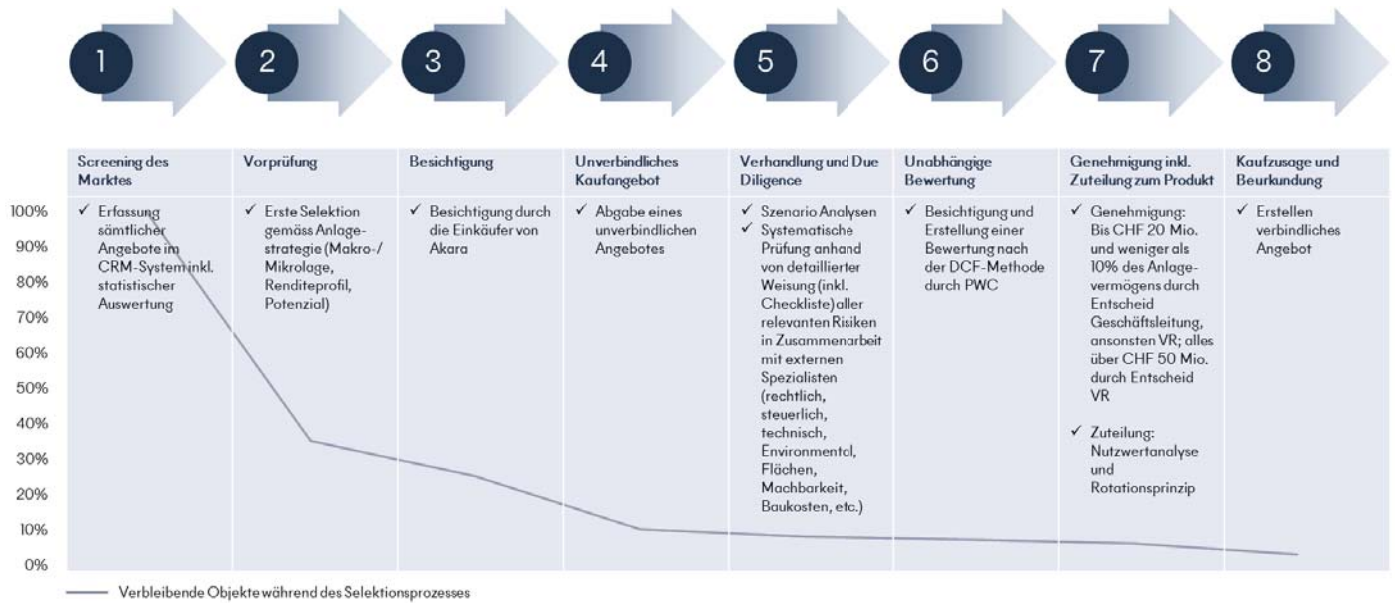 1
2
3
4
5
6
7
8
Screening des
Marktes
✓ Erfassung
sämtlicher
Angebote im
CRM-System inkl.
statistischer
Auswertung
Vorprüfung
✓ Erste Selektion
gemäss Anlage-
strategie (Makro-/
Mikrolage,
Renditeprofil,
Potenzial)
Besichtigung
✓ Besichtigung durch
die Einkäufer von
Akara
Unverbindliches
Kaufangebot
✓ Abgabe eines
unverbindlichen
Angebotes
Verhandlung und Due
Diligence
✓ Szenario Analysen
✓ Systematische
Prüfung anhand
von detaillierter
Weisung (inkl.
Checkliste) aller
relevanten Risiken
in Zusammenarbeit
mit externen
Spezialisten
(rechtlich,
steuerlich,
technisch,
Environmental,
Flächen,
Machbarkeit,
Baukosten, etc.)
Unabhängige
Bewertung
✓ Besichtigung und
Erstellung einer
Bewertung nach
der DCF-Methode
durch PWC
Genehmigung inkl.
Zuteilung zum Produkt
✓ Genehmigung:
Bis CHF 20 Mio.
und weniger als
10% des Anlage-
vermögens durch
Entscheid
Geschäftsleitung,
ansonsten VR; alles
über CHF 50 Mio.
durch Entscheid
VR
✓ Zuteilung:
Nutzwertanalyse
und
Rotationsprinzip
Kaufzusage und
Beurkundung
✓ Erstellen
verbindliches
Angebot
100%
90%
80%
70%
60%
50%
40%
30%
20%
10%
0%
Verbleibende Objekte während des Selektionsprozesses